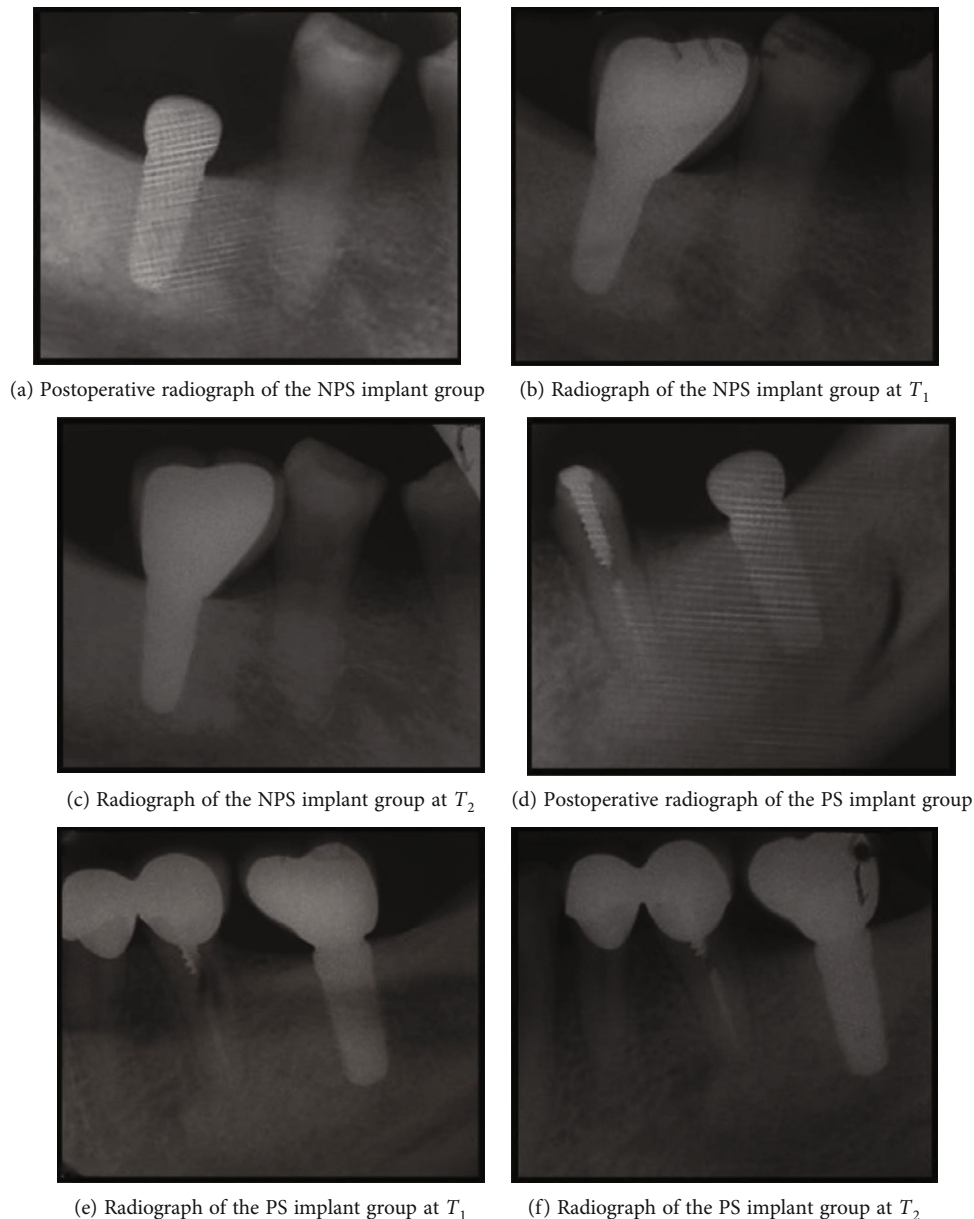 (a) Postoperative radiograph of the NPS implant group
(b) Radiograph of the NPS implant group at T₁
(c) Radiograph of the NPS implant group at T₂
(d) Postoperative radiograph of the PS implant group
(e) Radiograph of the PS implant group at T₁
(f) Radiograph of the PS implant group at T₂